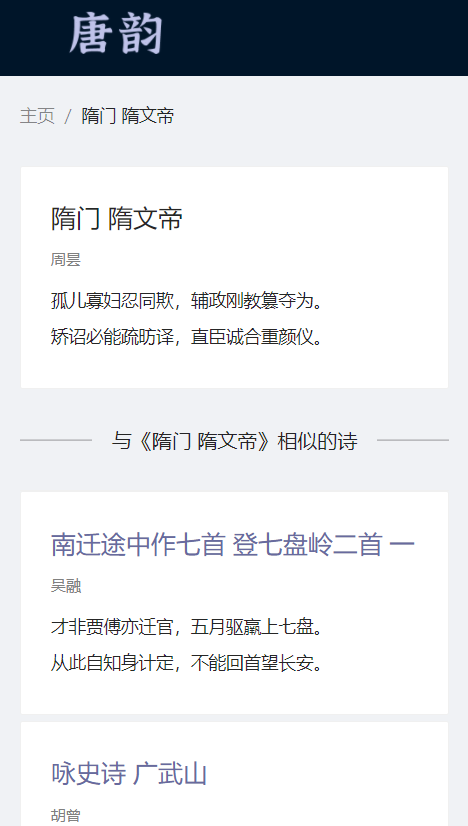 唐韵
主页 / 隋门 隋文帝
隋门 隋文帝
周昙
孤儿寡妇忍同欺，辅政刚教篡夺为。
矫诏必能疏昉译，直臣诚合重颜仪。
与《隋门 隋文帝》相似的诗
南迁途中作七首 登七盘岭二首 一
吴融
才非贾傅亦迁官，五月驱羸上七盘。
从此自知身计定，不能回首望长安。
咏史诗 广武山
胡曾